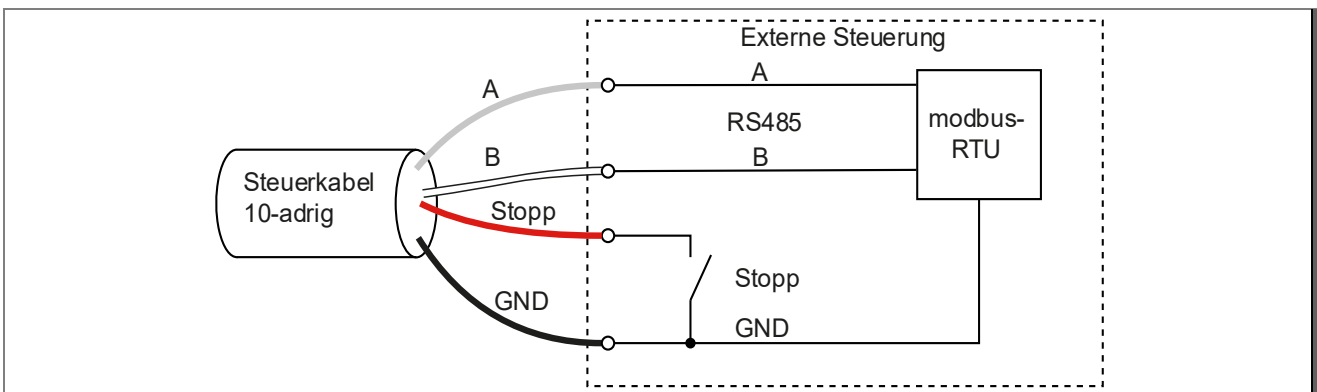 Externe Steuerung
A
A
RS485
modbus-
RTU
B
B
Steuerkabel
10-adrig
Stopp
Stopp
GND
GND